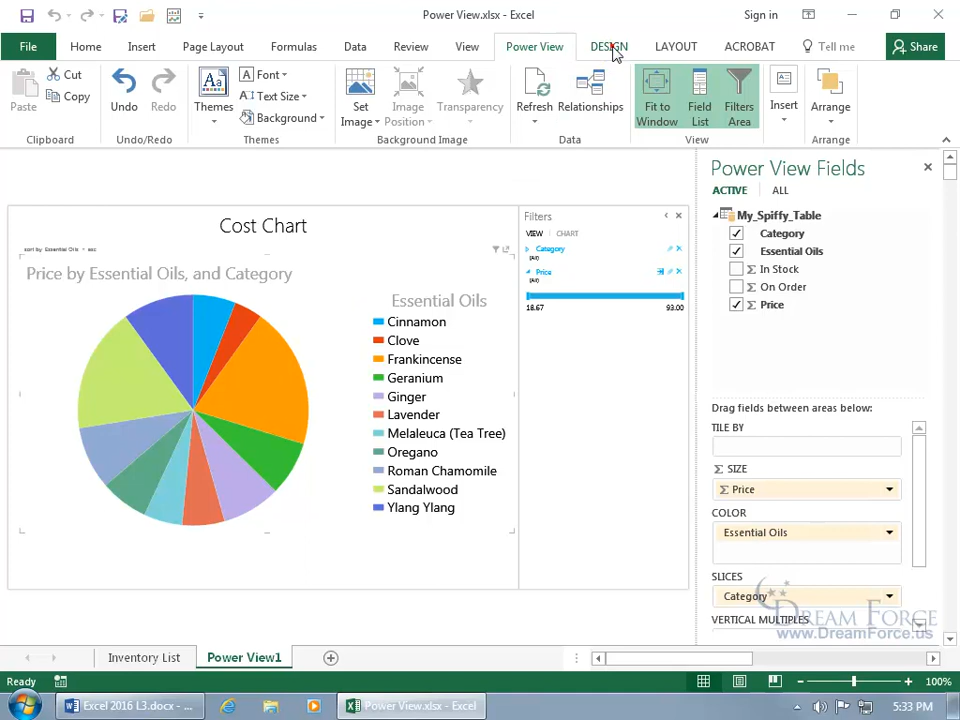 Power View.xlsx - Excel
Sign in
File
Home
Insert
Page Layout
Formulas
Data
Review
View
Power View
DESIGN
LAYOUT
ACROBAT
Tell me
Share
Paste
Cut
Copy
Clipboard
Undo
Redo
Undo/Redo
Themes
Font
Text Size
Background
Themes
Set Image
Image Position
Transparency
Background Image
Refresh
Relationships
Data
Fit to Window
Field List
Filters Area
View
Insert
Arrange
Arrange
Cost Chart
sort by Essential Oils asc
Price by Essential Oils, and Category
Essential Oils
Cinnamon
Clove
Frankincense
Geranium
Ginger
Lavender
Melaleuca (Tea Tree)
Oregano
Roman Chamomile
Sandalwood
Ylang Ylang
Filters
VIEW CHART
Category
(All)
Price
(All)
18.67 93.00
Power View Fields
ACTIVE ALL
My_Spiffy_Table
Category
Essential Oils
Σ In Stock
Σ On Order
Σ Price
Drag fields between areas below:
TILE BY
Σ SIZE
Σ Price
COLOR
Essential Oils
SLICES
Category
VERTICAL MULTIPLES
DREAM FORCE
www.DreamForce.us
Inventory List
Power View1
Ready
100%
Excel 2016 L3.docx - ...
Power View.xlsx - Excel
5:33 PM